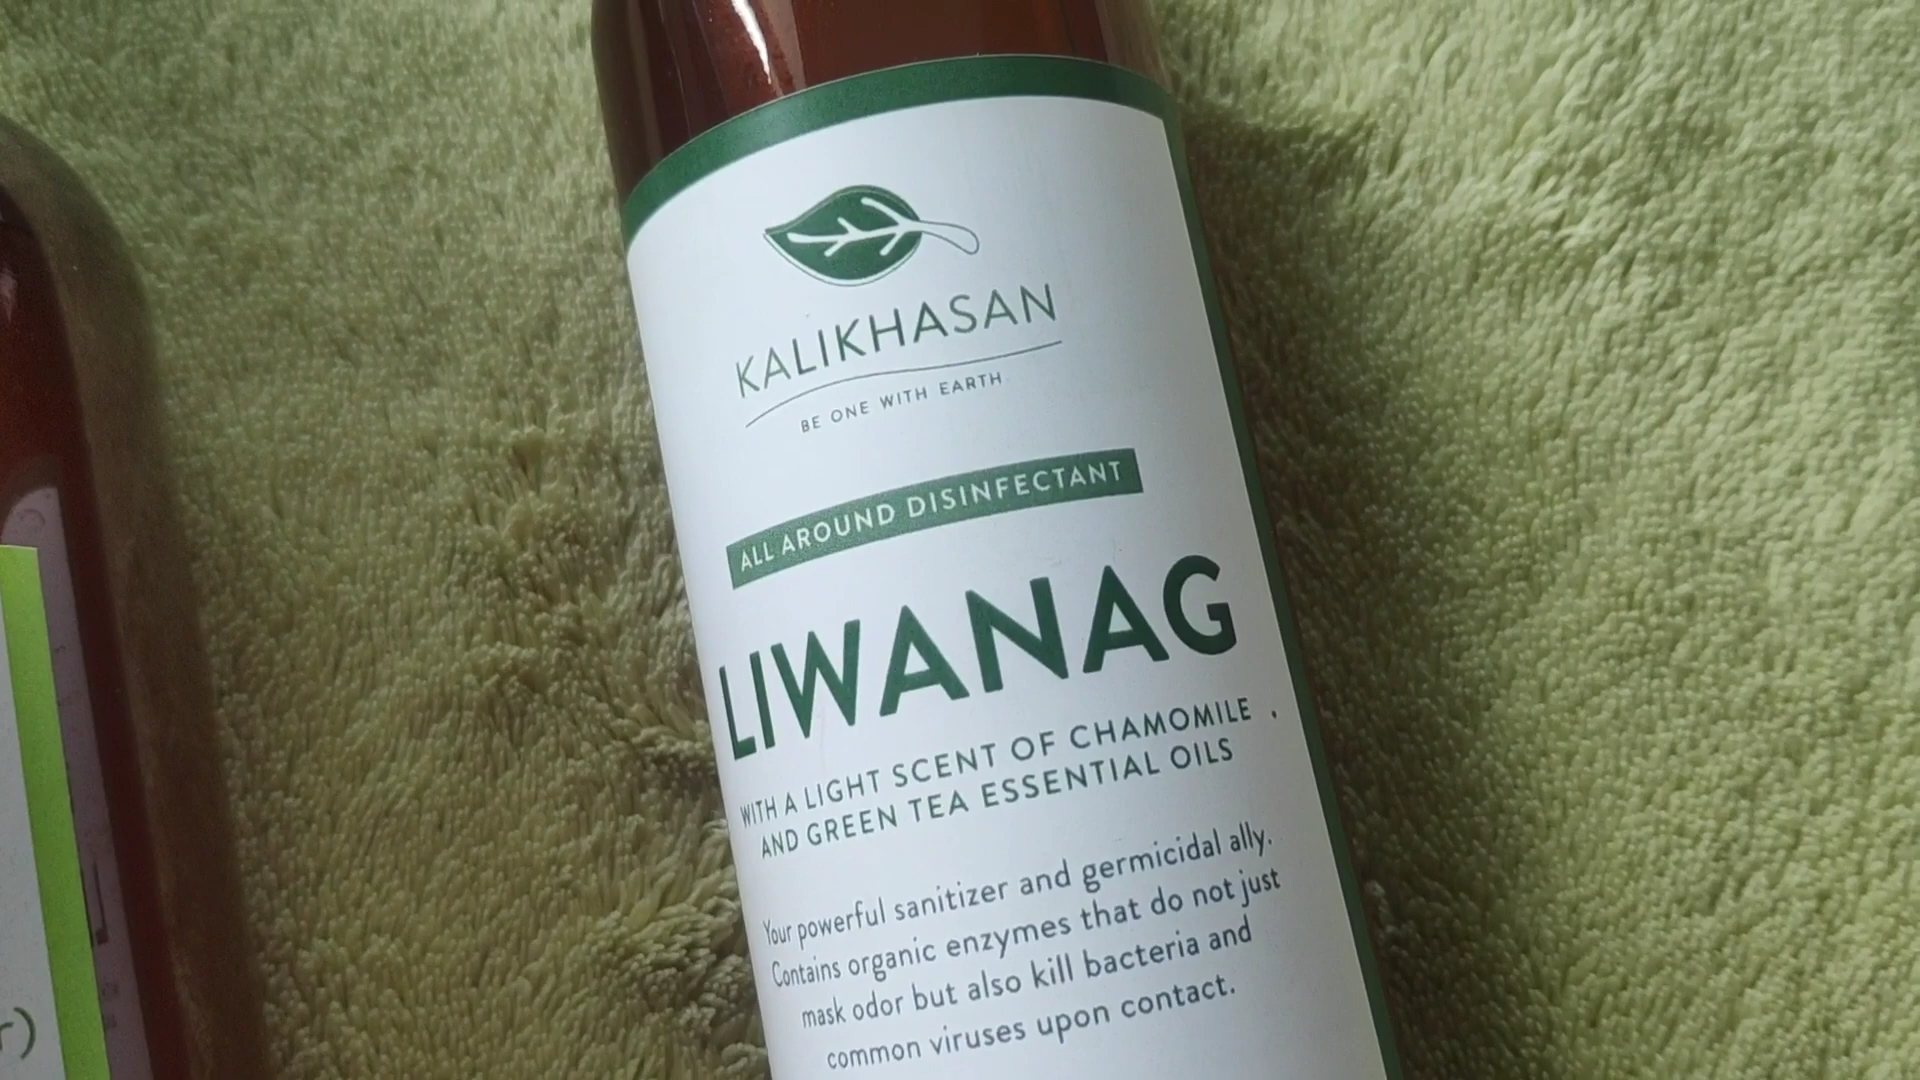 KALIKHASAN
BE ONE WITH EARTH
ALL AROUND DISINFECTANT
LIWANAG
WITH A LIGHT SCENT OF CHAMOMILE
AND GREEN TEA ESSENTIAL OILS
Your powerful sanitizer and germicidal ally.
Contains organic enzymes that do not just
mask odor but also kill bacteria and
common viruses upon contact.
r)